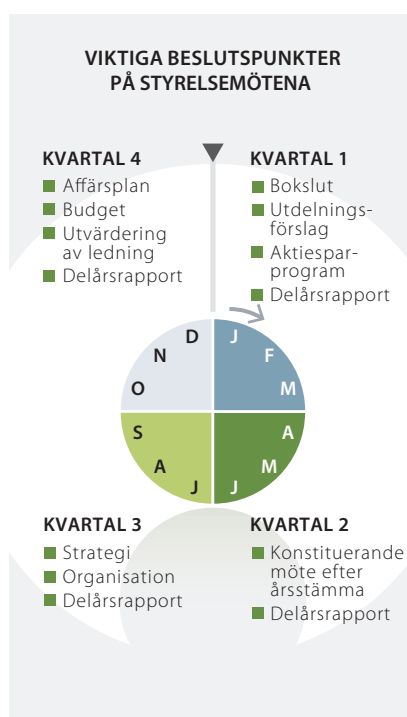 VIKTIGA BESLUTSPUNKTER
PÅ STYRELSEMÖTENA
KVARTAL 4
Affärsplan
Budget
Utvärdering
av ledning
Delårsrapport
KVARTAL 1
Bokslut
Utdelnings-
förslag
Aktiespar-
program
Delårsrapport
J
F
M
A
M
J
J
A
S
O
N
D
KVARTAL 3
Strategi
Organisation
Delårsrapport
KVARTAL 2
Konstituerande
möte efter
årsstämma
Delårsrapport